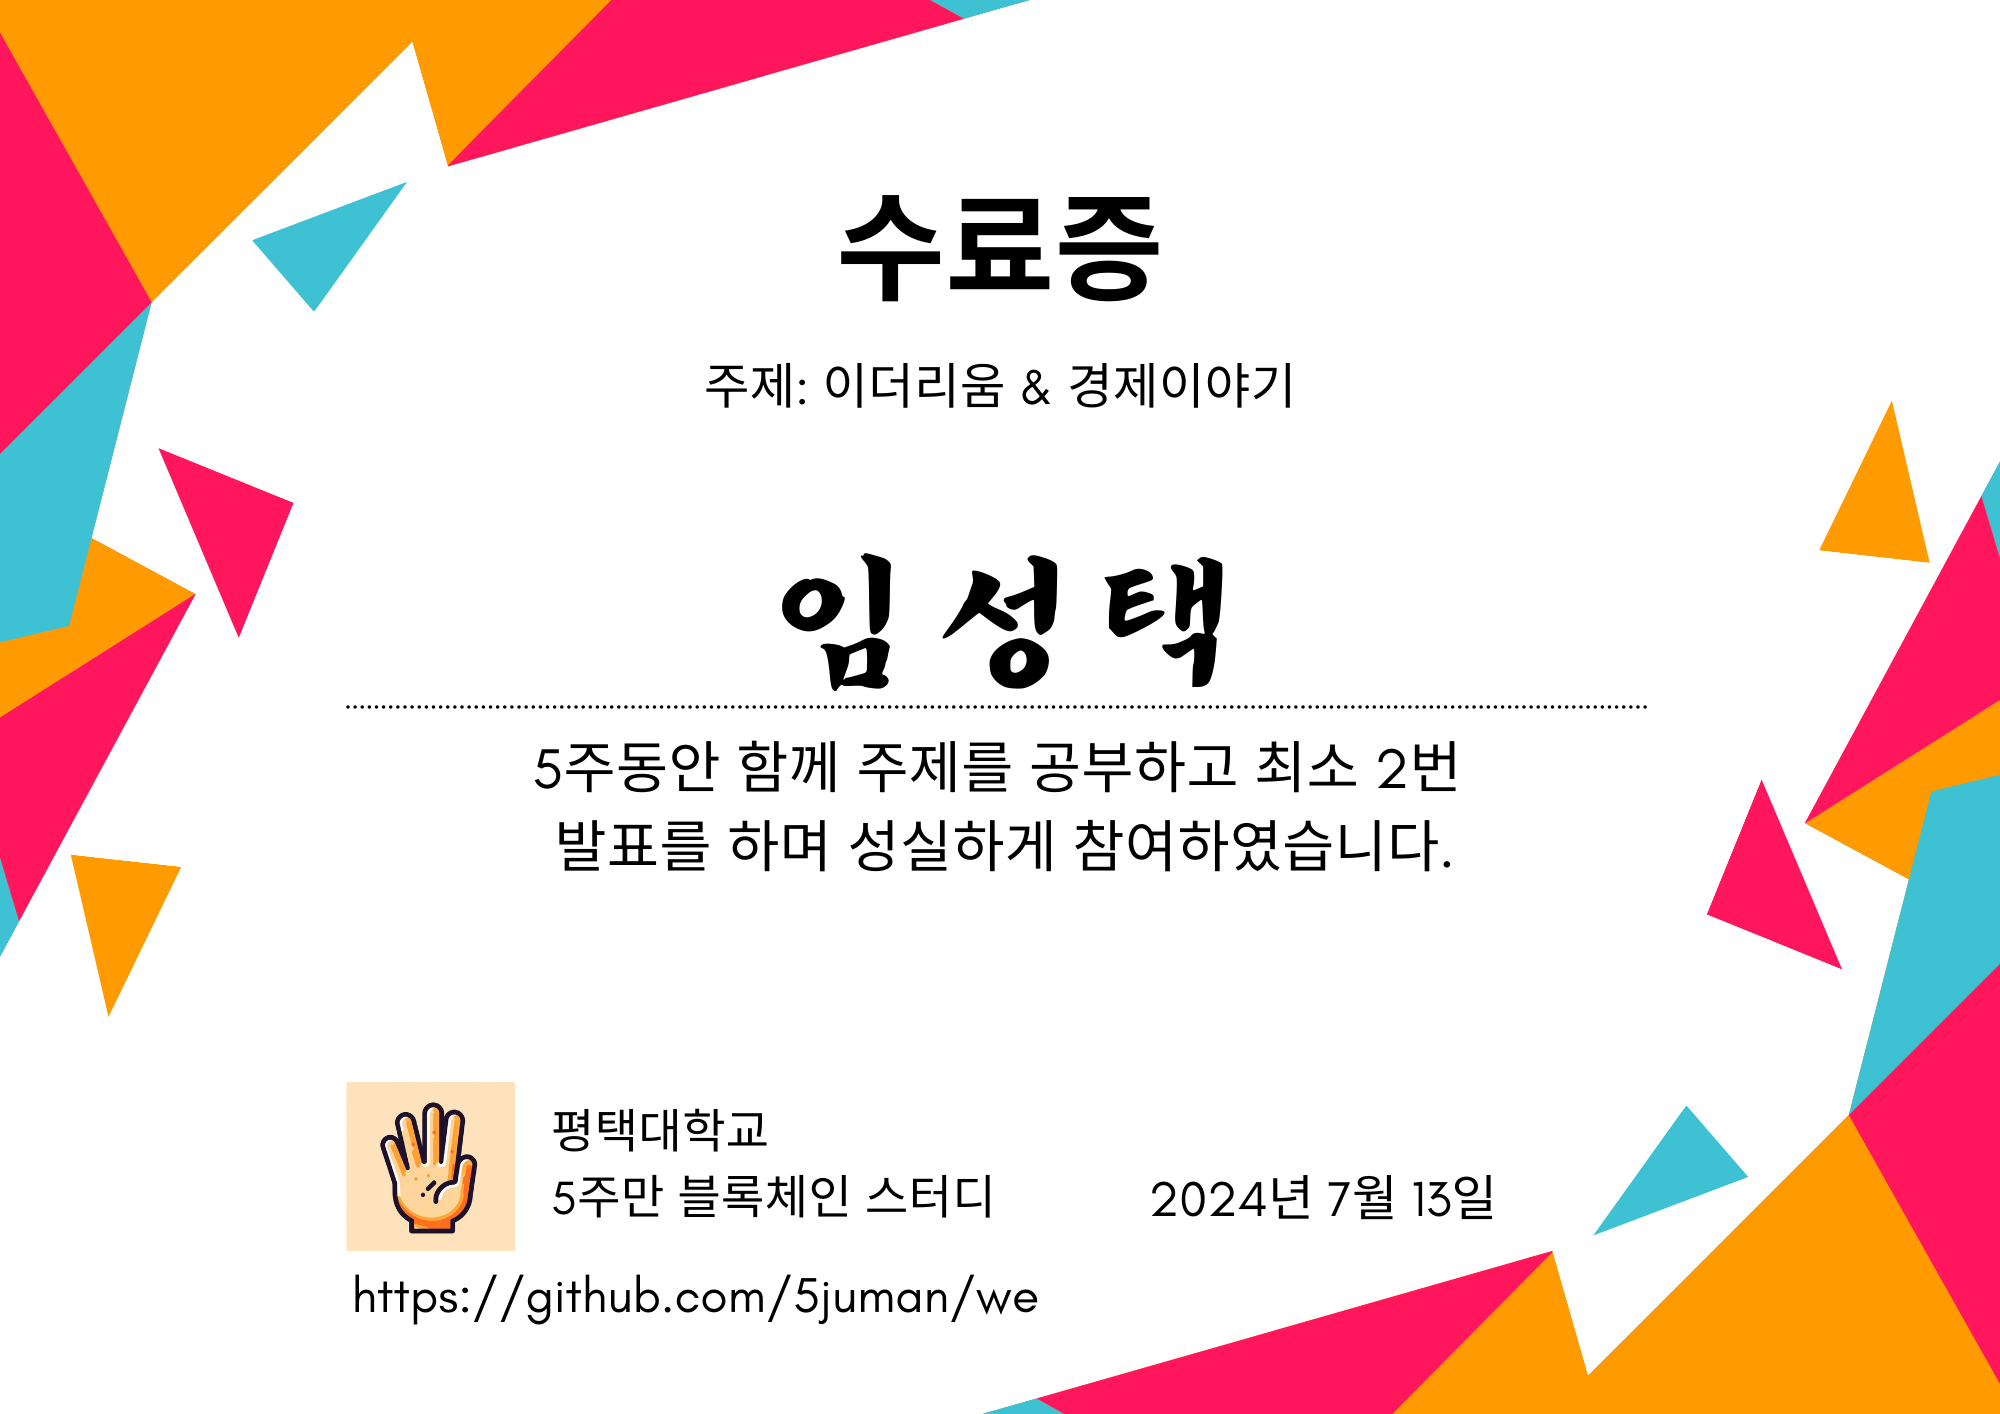 수료증
주제: 이더리움 & 경제이야기
임성택
5주동안 함께 주제를 공부하고 최소 2번
발표를 하며 성실하게 참여하였습니다.
평택대학교
5주만 블록체인 스터디
2024년 7월 13일
https://github.com/5juman/we